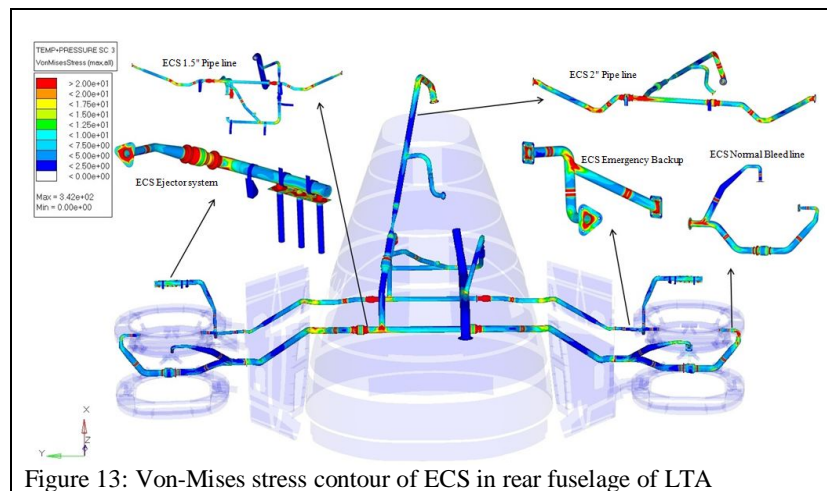 TEMP+PRESSURE SC 3
VonMisesStress (max,all)
> 2.00e+01
< 2.00e+01
< 1.75e+01
< 1.50e+01
< 1.25e+01
< 1.00e+01
< 7.50e+00
< 5.00e+00
< 2.50e+00
< 0.00e+00
Max = 3.42e+02
Min = 0.00e+00
ECS 1.5" Pipe line
ECS 2" Pipe line
ECS Ejector system
ECS Emergency Backup
ECS Normal Bleed line
X
Y
Z
Figure 13: Von-Mises stress contour of ECS in rear fuselage of LTA